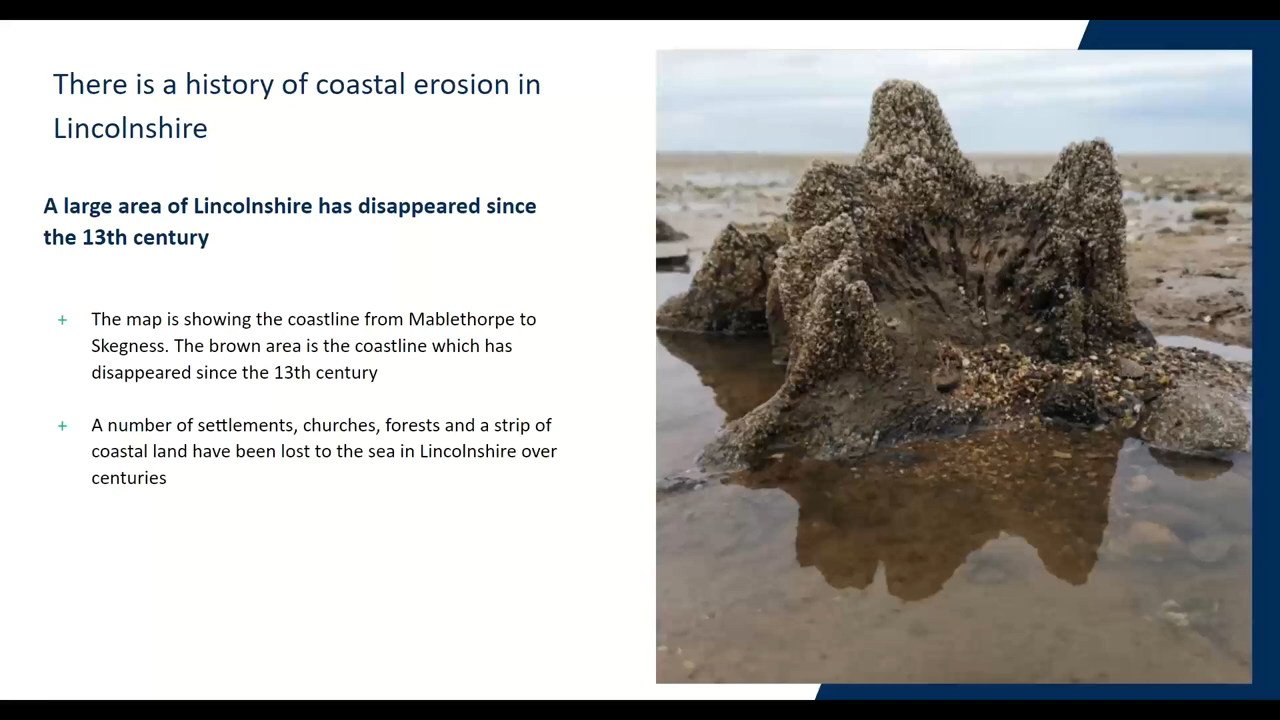 There is a history of coastal erosion in
Lincolnshire
A large area of Lincolnshire has disappeared since
the 13th century
+ The map is showing the coastline from Mablethorpe to
Skegness. The brown area is the coastline which has
disappeared since the 13th century
+ A number of settlements, churches, forests and a strip of
coastal land have been lost to the sea in Lincolnshire over
centuries